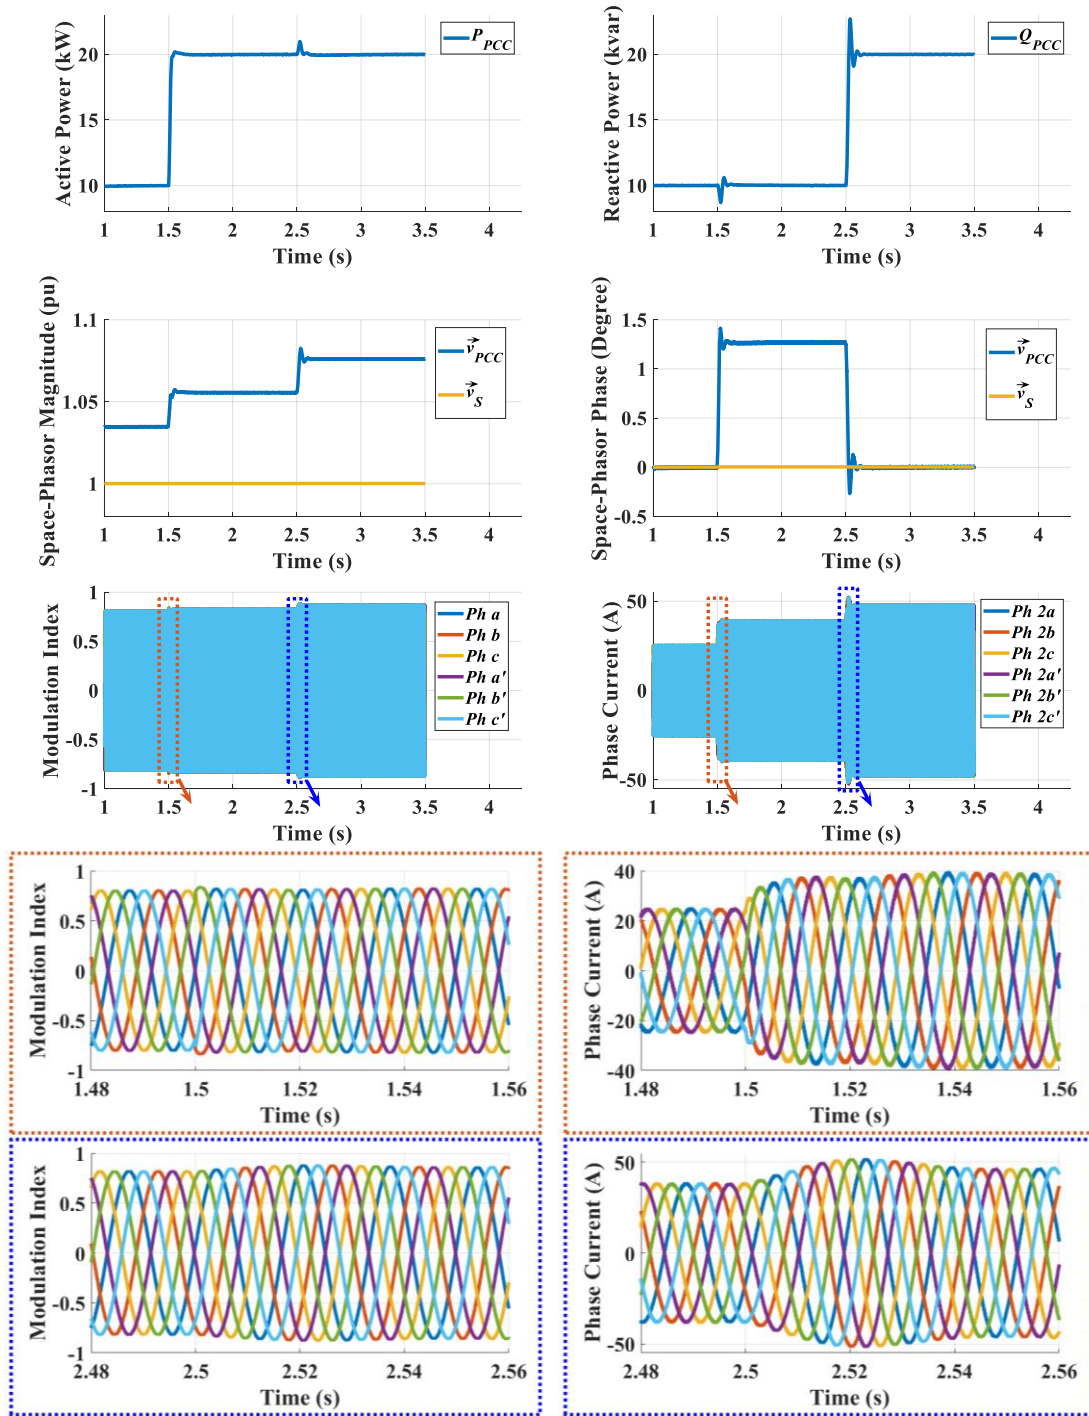 Active Power (kW)
20
15
10
1 1.5 2 2.5 3 3.5 4
Time (s)
P PCC
Reactive Power (kvar)
20
15
10
1 1.5 2 2.5 3 3.5 4
Time (s)
Q PCC
Space-Phasor Magnitude (pu)
1.1
1.05
1
1 1.5 2 2.5 3 3.5 4
Time (s)
v PCC
v S
Space-Phasor Phase (Degree)
1.5
1
0.5
0
-0.5
1 1.5 2 2.5 3 3.5 4
Time (s)
v PCC
v S
Modulation Index
1
0.5
0
-0.5
-1
1 1.5 2 2.5 3 3.5 4
Time (s)
Ph a
Ph b
Ph c
Ph a'
Ph b'
Ph c'
Phase Current (A)
50
0
-50
1 1.5 2 2.5 3 3.5 4
Time (s)
Ph 2a
Ph 2b
Ph 2c
Ph 2a'
Ph 2b'
Ph 2c'
Modulation Index
1
0.5
0
-0.5
-1
1.48 1.5 1.52 1.54 1.56
Time (s)
Phase Current (A)
40
20
0
-20
-40
1.48 1.5 1.52 1.54 1.56
Time (s)
Modulation Index
1
0.5
0
-0.5
-1
2.48 2.5 2.52 2.54 2.56
Time (s)
Phase Current (A)
50
0
-50
2.48 2.5 2.52 2.54 2.56
Time (s)